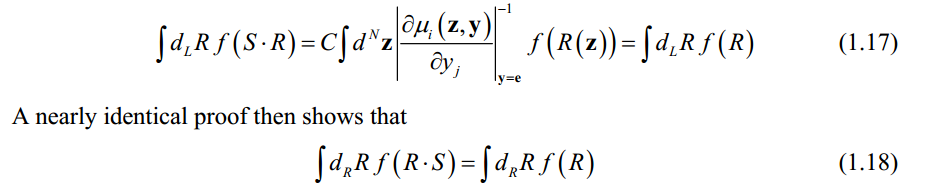 ∫d_L R f(S·R) = C∫d^N z |∂μ_i(z,y)/∂y_j|^{-1}_{y=e} f(R(z)) = ∫d_L R f(R) (1.17)
A nearly identical proof then shows that
∫d_R R f(R·S) = ∫d_R R f(R) (1.18)